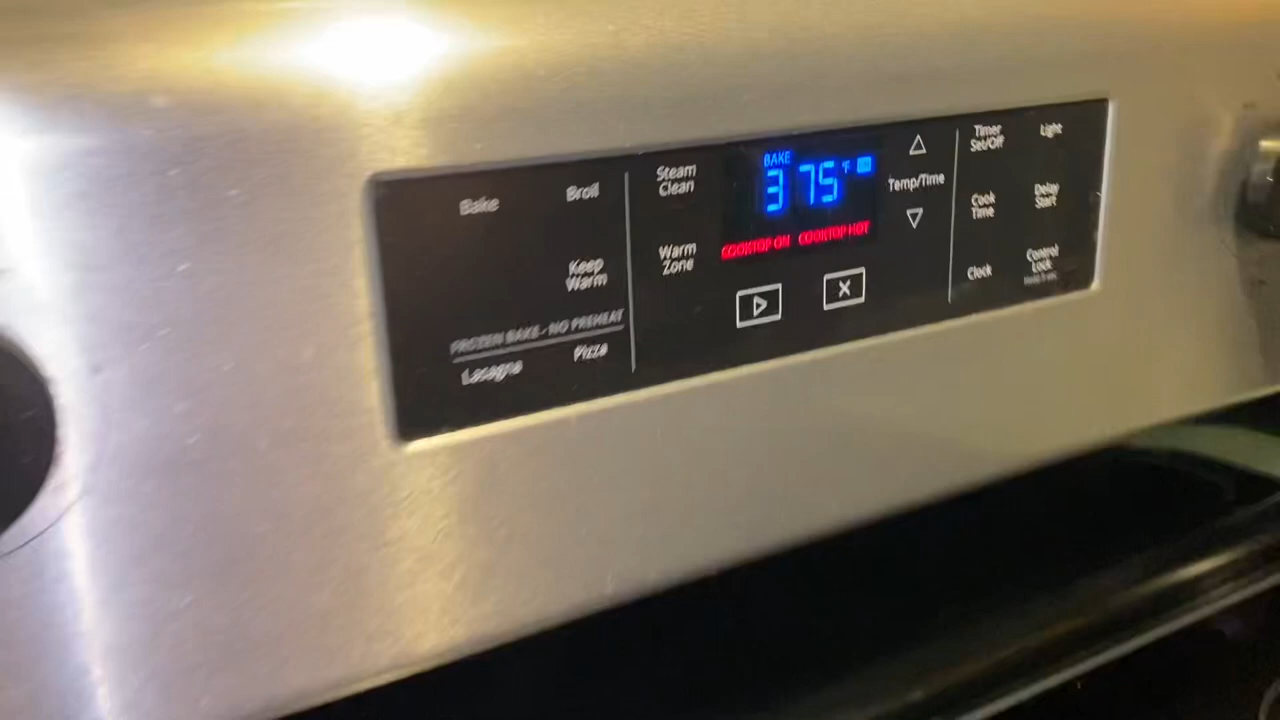 Bake
Broil
Keep
Warm
FROZEN BAKE - NO PREHEAT
Lasagna
Pizza
Steam
Clean
Warm
Zone
BAKE
375°F
COOKTOP ON COOKTOP HOT
Temp/Time
Timer
Set/Off
Light
Cook
Time
Delay
Start
Clock
Control
Lock